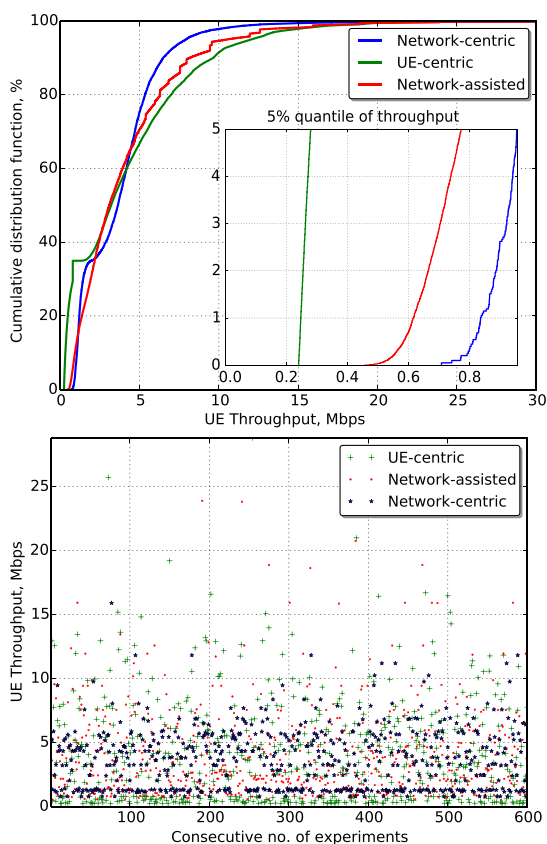 100
80
60
40
20
0
Cumulative distribution function, %
Network-centric
UE-centric
Network-assisted
5% quantile of throughput
5
4
3
2
1
0
0.0 0.2 0.4 0.6 0.8
0 5 10 15 20 25 30
UE Throughput, Mbps
25
20
15
10
5
0
UE Throughput, Mbps
UE-centric
Network-assisted
Network-centric
100 200 300 400 500 600
Consecutive no. of experiments